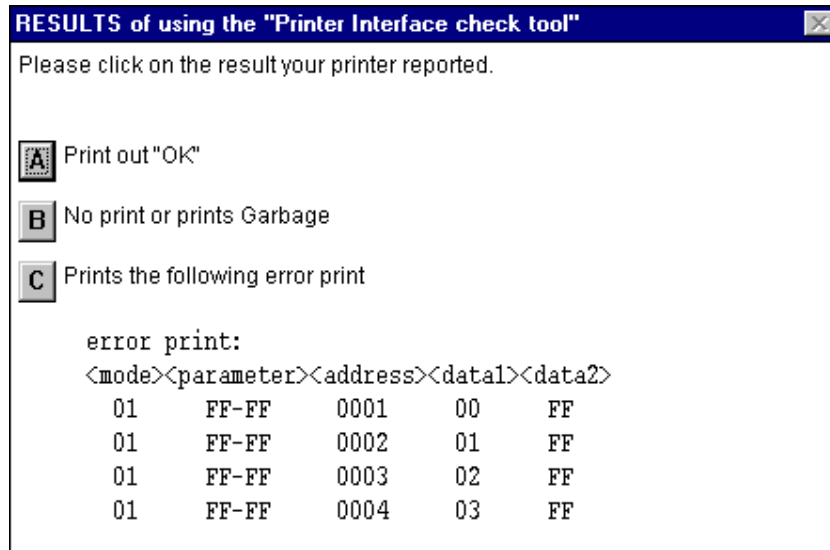 RESULTS of using the "Printer Interface check tool"
Please click on the result your printer reported.
A Print out "OK"
B No print or prints Garbage
C Prints the following error print
error print:
<mode><parameter><address><data1><data2>
01 FF-FF 0001 00 FF
01 FF-FF 0002 01 FF
01 FF-FF 0003 02 FF
01 FF-FF 0004 03 FF